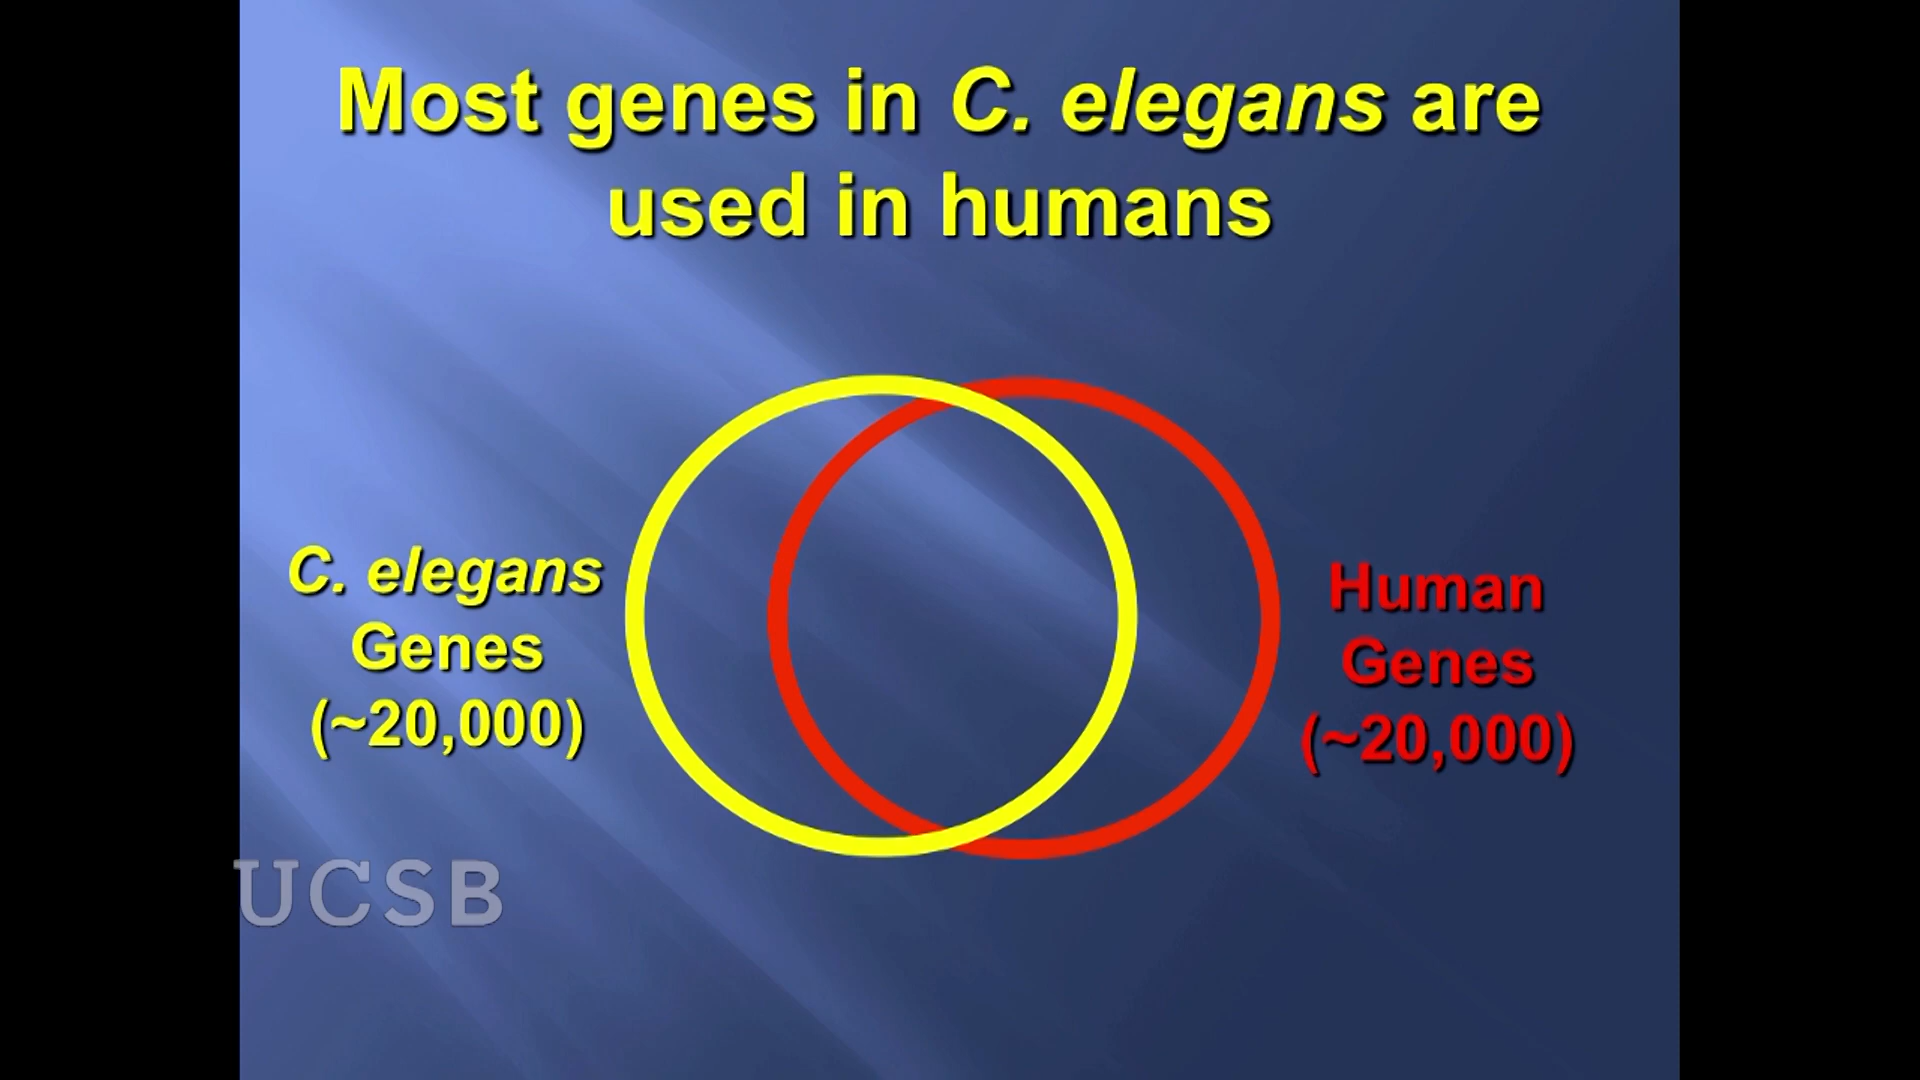 Most genes in C. elegans are
used in humans
C. elegans
Genes
(~20,000)
Human
Genes
(~20,000)
UCSB